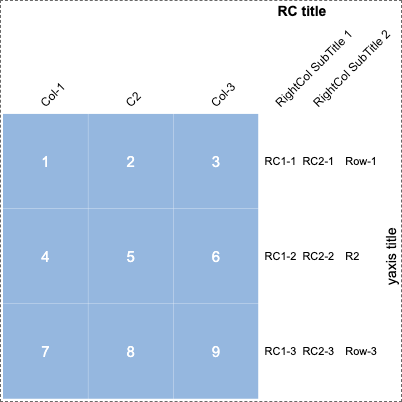 RC title
Col-1
C2
Col-3
RightCol SubTitle 1
RightCol SubTitle 2
1 2 3 RC1-1 RC2-1 Row-1
4 5 6 RC1-2 RC2-2 R2
7 8 9 RC1-3 RC2-3 Row-3
yaxis title